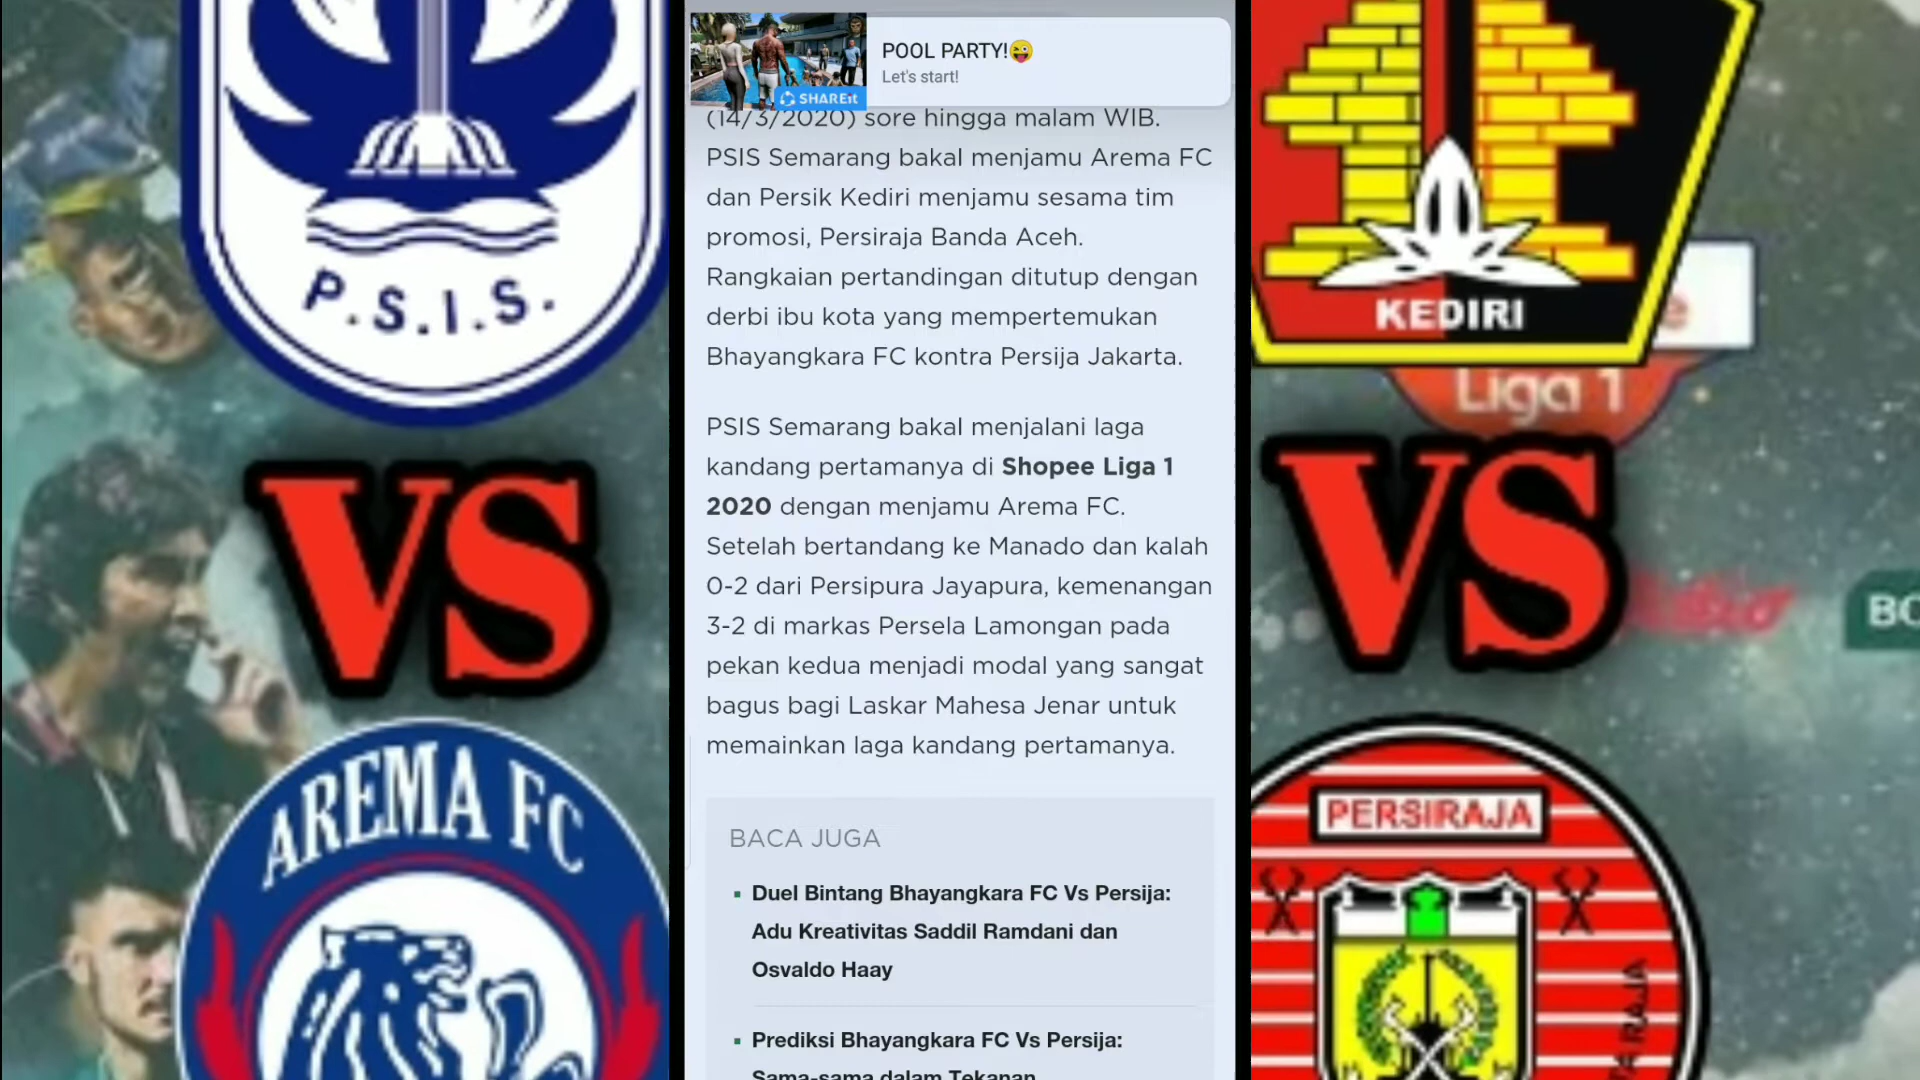 P.S.I.S.
VS
AREMA FC
POOL PARTY!😜
Let's start!
SHAREit
(14/3/2020) sore hingga malam WIB.
PSIS Semarang bakal menjamu Arema FC
dan Persik Kediri menjamu sesama tim
promosi, Persiraja Banda Aceh.
Rangkaian pertandingan ditutup dengan
derbi ibu kota yang mempertemukan
Bhayangkara FC kontra Persija Jakarta.
PSIS Semarang bakal menjalani laga
kandang pertamanya di Shopee Liga 1
2020 dengan menjamu Arema FC.
Setelah bertandang ke Manado dan kalah
0-2 dari Persipura Jayapura, kemenangan
3-2 di markas Persela Lamongan pada
pekan kedua menjadi modal yang sangat
bagus bagi Laskar Mahesa Jenar untuk
memainkan laga kandang pertamanya.
BACA JUGA
▪ Duel Bintang Bhayangkara FC Vs Persija:
Adu Kreativitas Saddil Ramdani dan
Osvaldo Haay
▪ Prediksi Bhayangkara FC Vs Persija:
Sama-sama dalam Tekanan
KEDIRI
Liga 1
VS
BO
PERSIRAJA